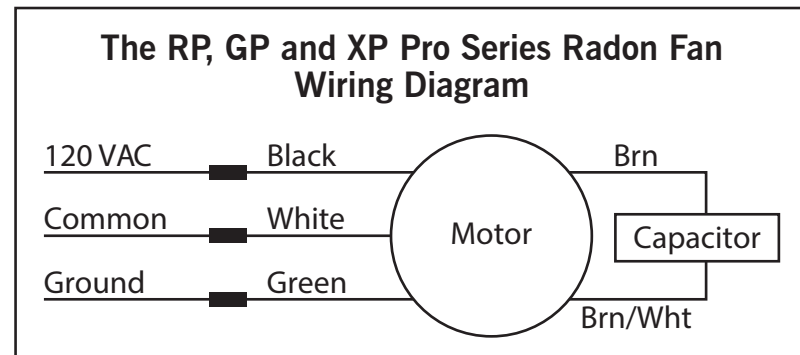 The RP, GP and XP Pro Series Radon Fan
Wiring Diagram
120 VAC Black Brn
Common White Motor Capacitor
Ground Green Brn/Wht